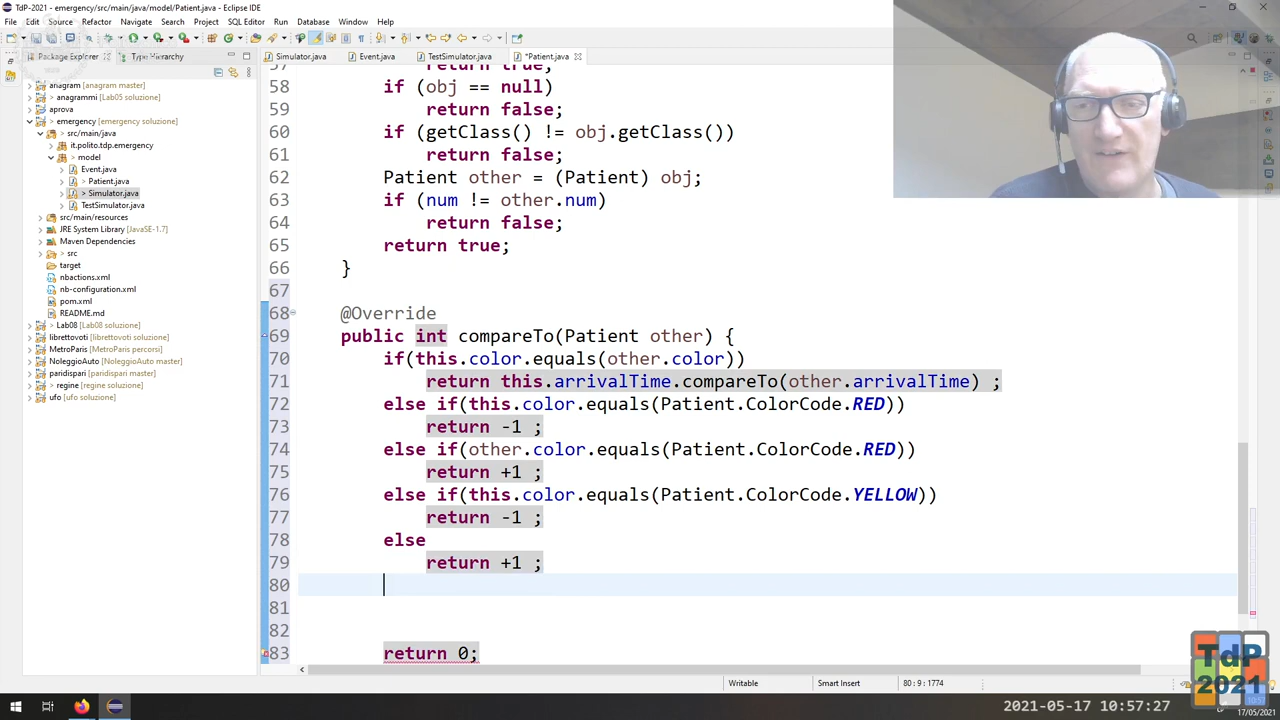 TdP-2021 - emergency/src/main/java/model/Patient.java - Eclipse IDE
File Edit Source Refactor Navigate Search Project SQL Editor Run Database Window Help
Package Explorer Type Hierarchy
Simulator.java Event.java TestSimulator.java *Patient.java
anagram [anagram master]
> anagrammi [Lab05 soluzione]
aprova
> emergency [emergency soluzione]
> src/main/java
> it.polito.tdp.emergency
> model
Event.java
> Patient.java
> Simulator.java
TestSimulator.java
src/main/resources
JRE System Library [JavaSE-1.7]
Maven Dependencies
> src
target
nbactions.xml
nb-configuration.xml
pom.xml
README.md
> Lab08 [Lab08 soluzione]
librettovoti [librettovoti master]
> MetroParis [MetroParis percorsi]
> NoleggioAuto [NoleggioAuto master]
paridispari [paridispari master]
> regine [regine soluzione]
ufo [ufo soluzione]
57 return true;
58 if (obj == null)
59 return false;
60 if (getClass() != obj.getClass())
61 return false;
62 Patient other = (Patient) obj;
63 if (num != other.num)
64 return false;
65 return true;
66 }
67
68 @Override
69 public int compareTo(Patient other) {
70 if(this.color.equals(other.color))
71 return this.arrivalTime.compareTo(other.arrivalTime) ;
72 else if(this.color.equals(Patient.ColorCode.RED))
73 return -1 ;
74 else if(other.color.equals(Patient.ColorCode.RED))
75 return +1 ;
76 else if(this.color.equals(Patient.ColorCode.YELLOW))
77 return -1 ;
78 else
79 return +1 ;
80
81
82
83 return 0;
Writable Smart Insert 80 : 9 : 1774
TdP
2021
2021-05-17 10:57:27
10:57
17/05/2021